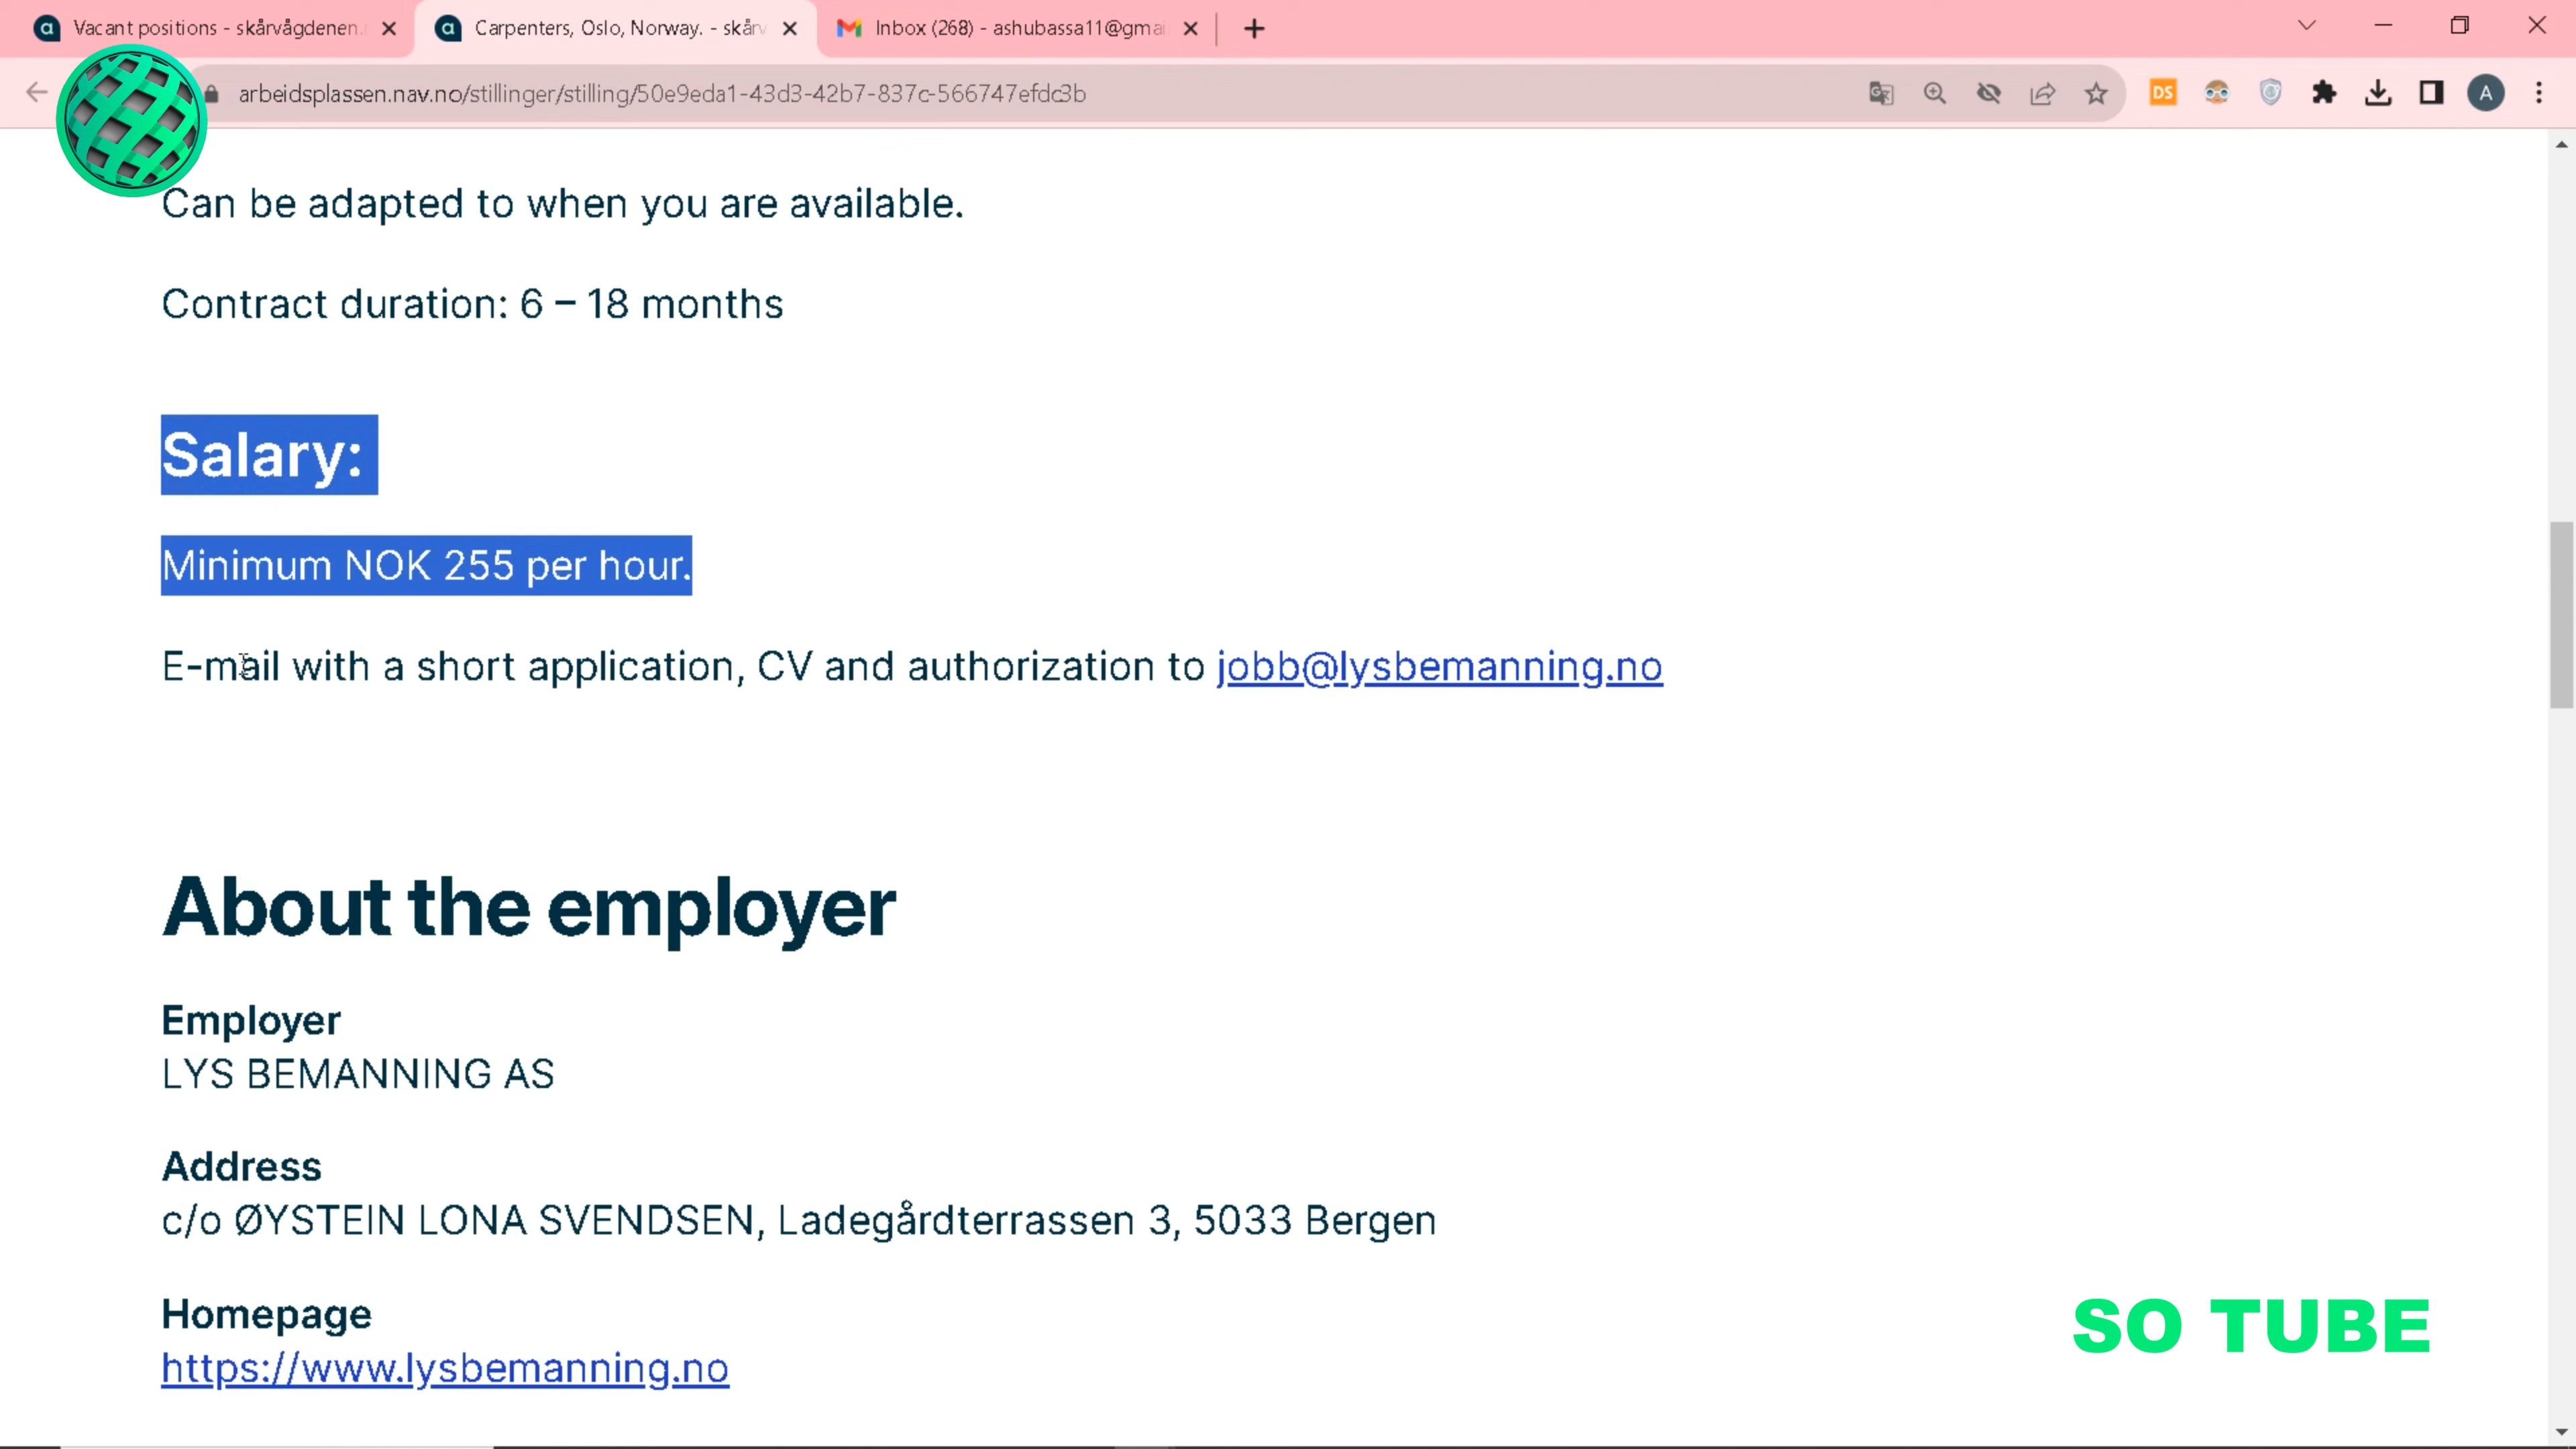 Vacant positions - skårvågdenen.
Carpenters, Oslo, Norway. - skårv
Inbox (268) - ashubassa11@gmai
arbeidsplassen.nav.no/stillinger/stilling/50e9eda1-43d3-42b7-837c-566747efdc3b
DS
A
Can be adapted to when you are available.
Contract duration: 6 – 18 months
Salary:
Minimum NOK 255 per hour.
E-mail with a short application, CV and authorization to jobb@lysbemanning.no
About the employer
Employer
LYS BEMANNING AS
Address
c/o ØYSTEIN LONA SVENDSEN, Ladegårdterrassen 3, 5033 Bergen
Homepage
https://www.lysbemanning.no
SO TUBE